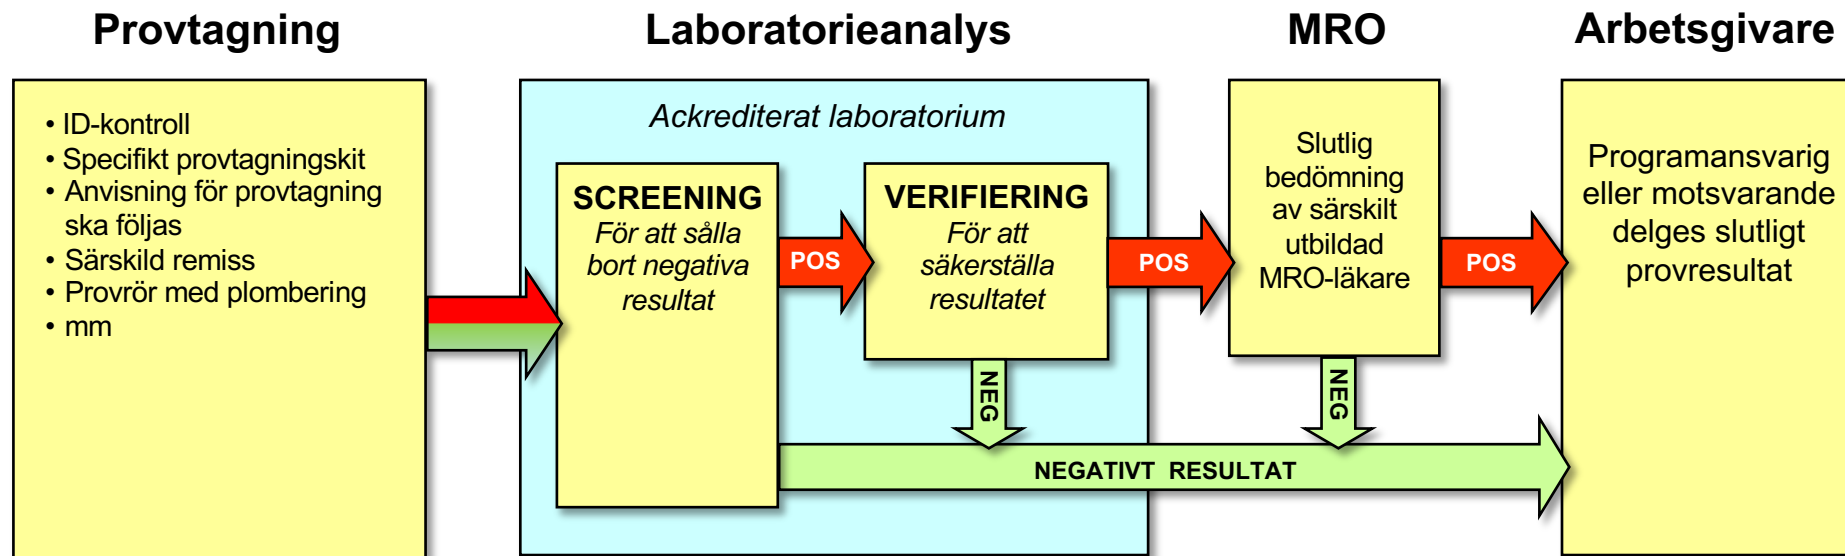 Provtagning
• ID-kontroll
• Specifikt provtagningskit
• Anvisning för provtagning
ska följas
• Särskild remiss
• Provrör med plombering
• mm
Laboratorieanalys
Ackrediterat laboratorium
SCREENING
För att sålla
bort negativa
resultat
POS
VERIFIERING
För att
säkerställa
resultatet
NEG
POS
MRO
Slutlig
bedömning
av särskilt
utbildad
MRO-läkare
NEG
POS
NEGATIVT RESULTAT
Arbetsgivare
Programansvarig
eller motsvarande
delges slutligt
provresultat